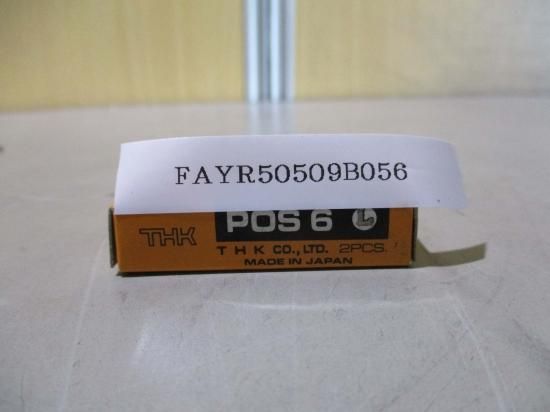 FAYR50509B056
THK POS 6 L
T H K CO., LTD. 2PCS.
MADE IN JAPAN